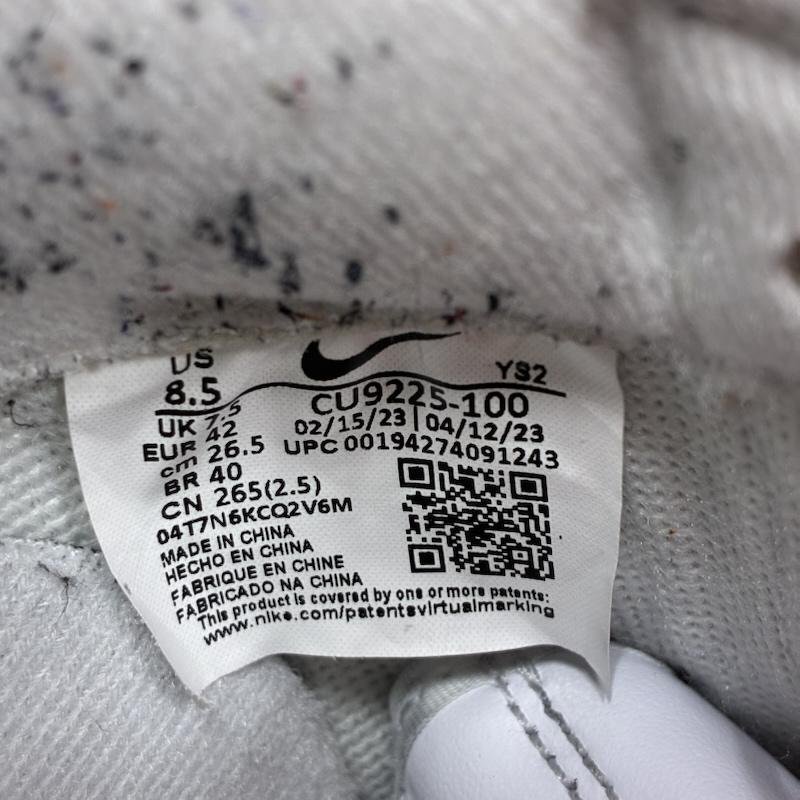 US YS2
8.5 CU9225-100
UK 7.5 02/15/23 | 04/12/23
EUR 42 UPC 00194274091243
cm 26.5
BR 40
CN 265(2.5)
04T7N6KCQ2V6M
MADE IN CHINA
HECHO EN CHINA
FABRIQUE EN CHINE
FABRICADO NA CHINA
This product is covered by one or more patents:
www.nike.com/patentsvirtualmarking